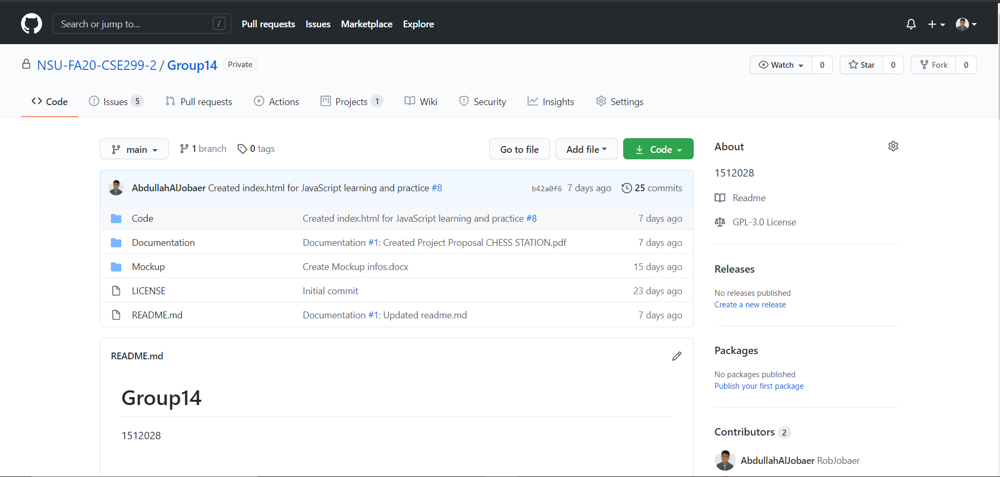 Search or jump to... /
Pull requests Issues Marketplace Explore
NSU-FA20-CSE299-2 / Group14 Private
Watch 0 Star 0 Fork 0
Code Issues 5 Pull requests Actions Projects 1 Wiki Security Insights Settings
main 1 branch 0 tags Go to file Add file Code
AbdullahAlJobaer Created index.html for JavaScript learning and practice #8 b42a0f6 7 days ago 25 commits
Code Created index.html for JavaScript learning and practice #8 7 days ago
Documentation Documentation #1: Created Project Proposal CHESS STATION.pdf 7 days ago
Mockup Create Mockup infos.docx 15 days ago
LICENSE Initial commit 23 days ago
README.md Documentation #1: Updated readme.md 7 days ago
README.md
Group14
1512028
About
1512028
Readme
GPL-3.0 License
Releases
No releases published
Create a new release
Packages
No packages published
Publish your first package
Contributors 2
AbdullahAlJobaer RobJobaer